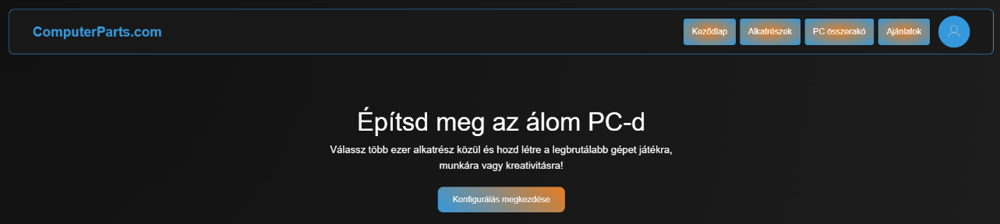 ComputerParts.com
Keződlap
Alkatrészek
PC összerakó
Ajánlatok
Építsd meg az álom PC-d
Válassz több ezer alkatrész közül és hozd létre a legbrutálabb gépet játékra,
munkára vagy kreativitásra!
Konfigurálás megkezdése